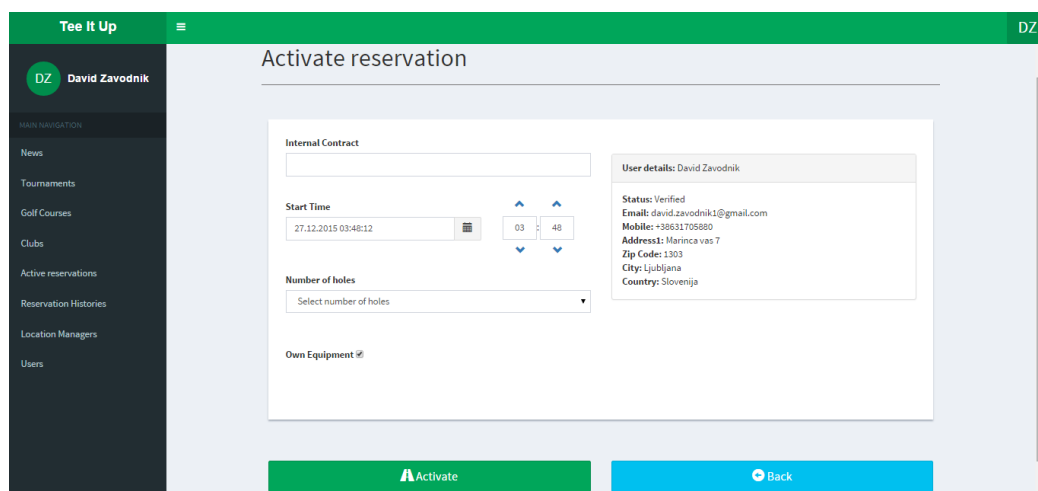 Tee It Up
DZ
DZ David Zavodnik
MAIN NAVIGATION
News
Tournaments
Golf Courses
Clubs
Active reservations
Reservation Histories
Location Managers
Users
Activate reservation
Internal Contract
Start Time
27.12.2015 03:48:12
03 : 48
Number of holes
Select number of holes
Own Equipment
User details: David Zavodnik
Status: Verified
Email: david.zavodnik1@gmail.com
Mobile: +38631705880
Address1: Marinca vas 7
Zip Code: 1303
City: Ljubljana
Country: Slovenija
Activate
Back